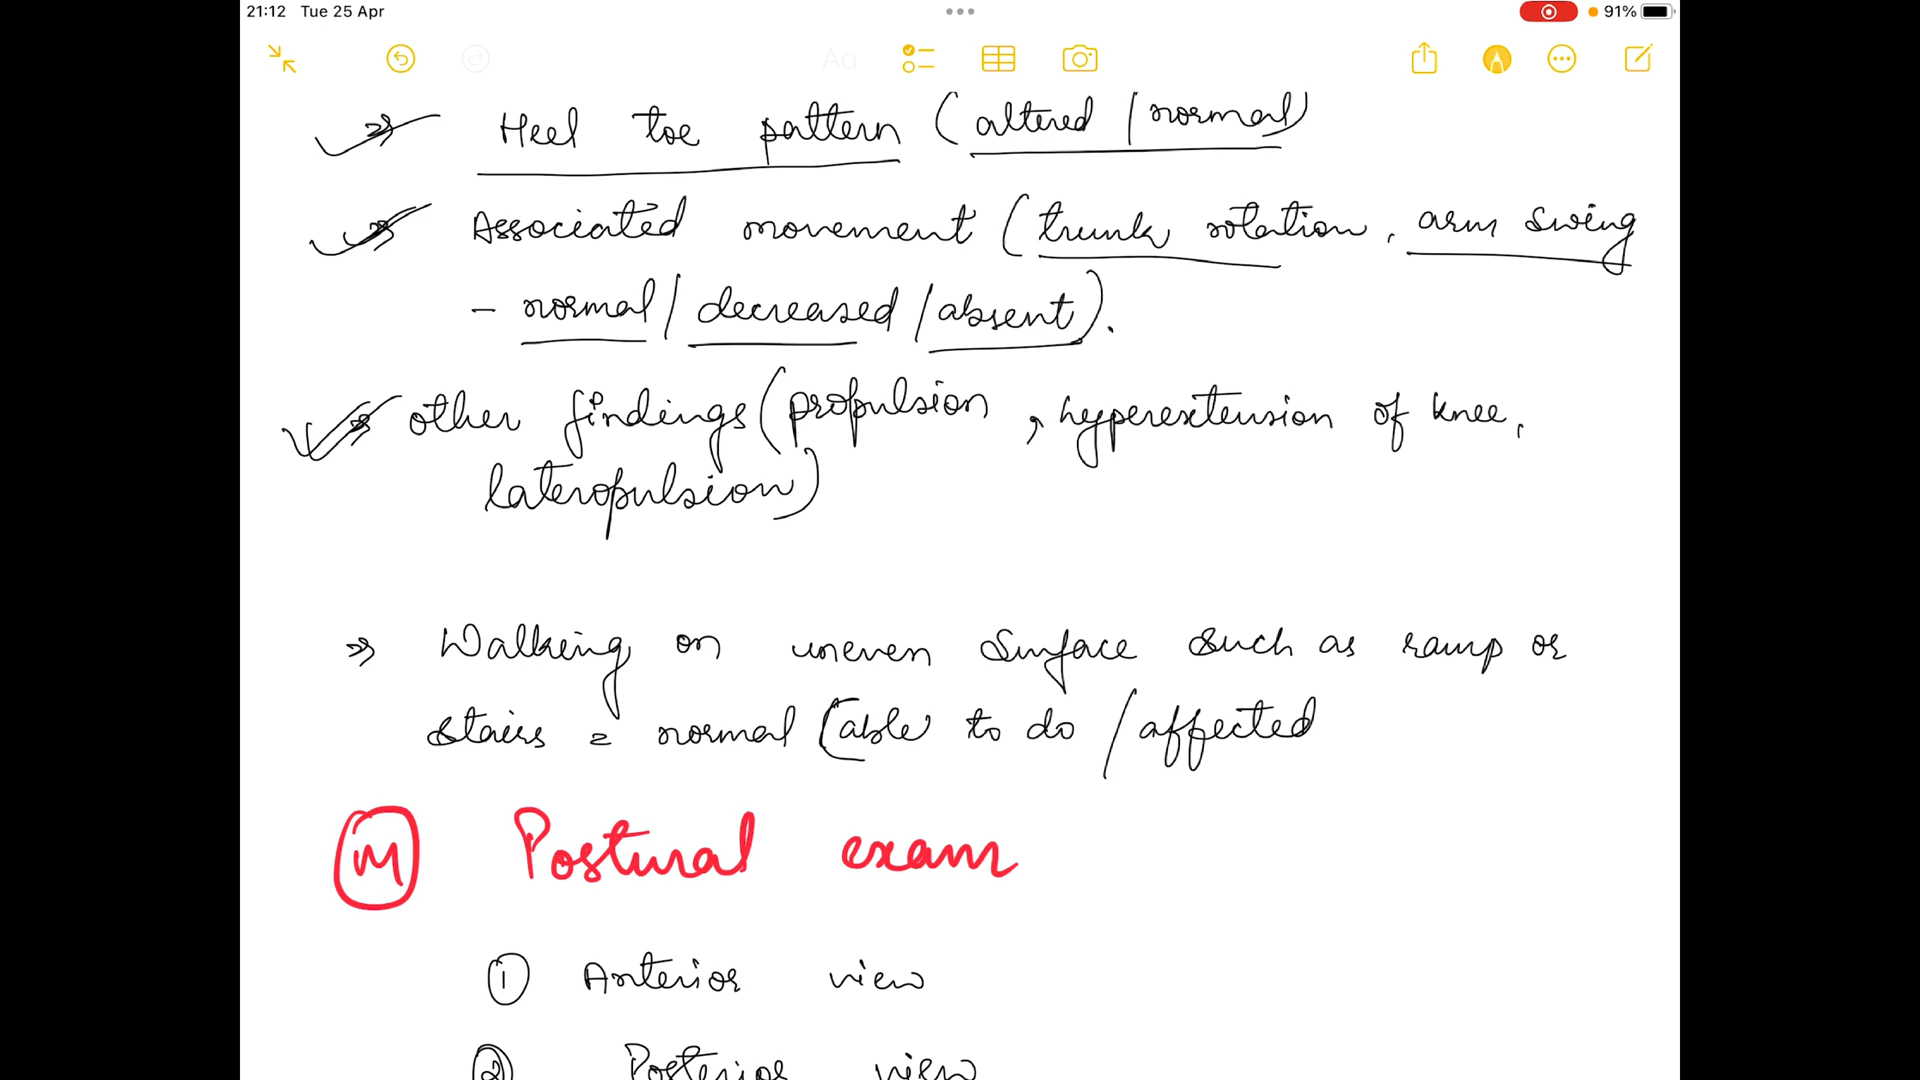 21:12 Tue 25 Apr
91%
Aa
⇒ Heel toe pattern (altered / normal)
⇒ Associated movement (trunk rotation, arm swing
- normal / decreased / absent).
⇒ other findings (propulsion, hyperextension of knee,
lateropulsion)
⇒ Walking on uneven surface such as ramp or
stairs = normal (able to do / affected
M Postural exam
① Anterior view
② Posterior view